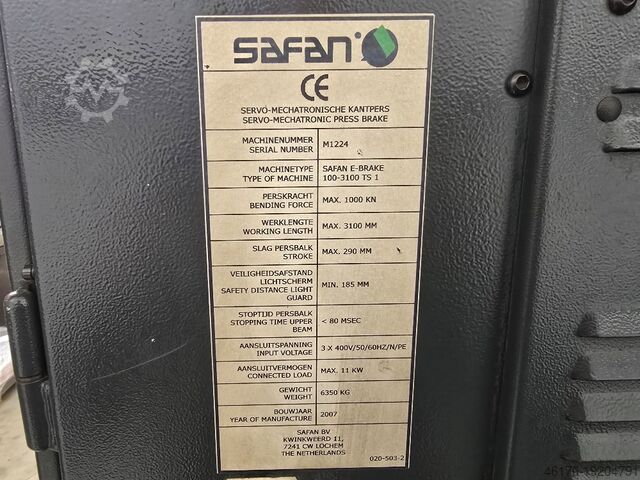 SAFAN
CE
SERVO-MECHATRONISCHE KANTPERS
SERVO-MECHATRONIC PRESS BRAKE
MACHINENUMMER
SERIAL NUMBER
M1224
MACHINETYPE
TYPE OF MACHINE
SAFAN E-BRAKE
100-3100 TS 1
PERSKRACHT
BENDING FORCE
MAX. 1000 KN
WERKLENGTE
WORKING LENGTH
MAX. 3100 MM
SLAG PERSBALK
STROKE
MAX. 290 MM
VEILIGHEIDSAFSTAND
LICHTSCHERM
SAFETY DISTANCE LIGHT
GUARD
MIN. 185 MM
STOPTIJD PERSBALK
STOPPING TIME UPPER
BEAM
< 80 MSEC
AANSLUITSPANNING
INPUT VOLTAGE
3 X 400V/50/60HZ/N/PE
AANSLUITVERMOGEN
CONNECTED LOAD
MAX. 11 KW
GEWICHT
WEIGHT
6350 KG
BOUWJAAR
YEAR OF MANUFACTURE
2007
SAFAN BV
KWINKWEERD 11,
7241 CW LOCHEM
THE NETHERLANDS
020-503-2
46170-19204791